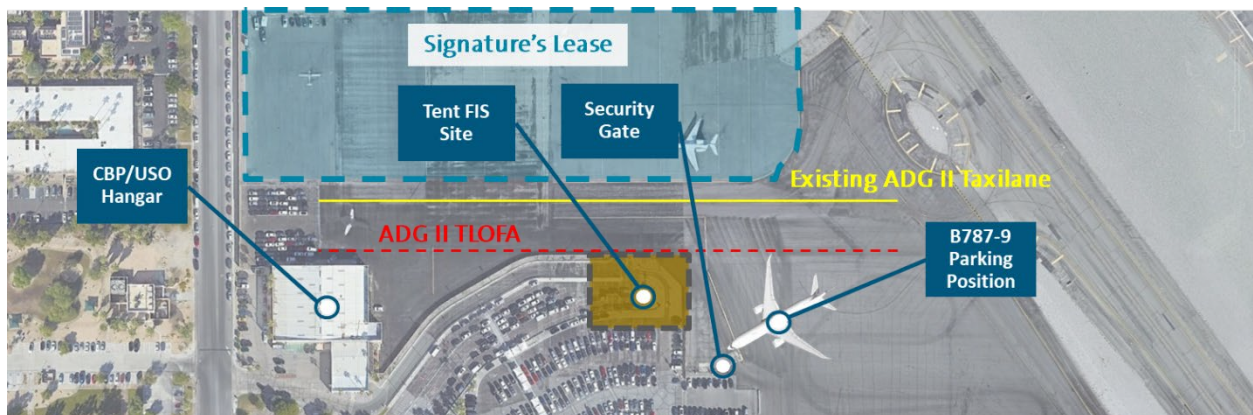 Signature's Lease
Tent FIS
Site
Security
Gate
CBP/USO
Hangar
Existing ADG II Taxilane
ADG II TLOFA
B787-9
Parking
Position